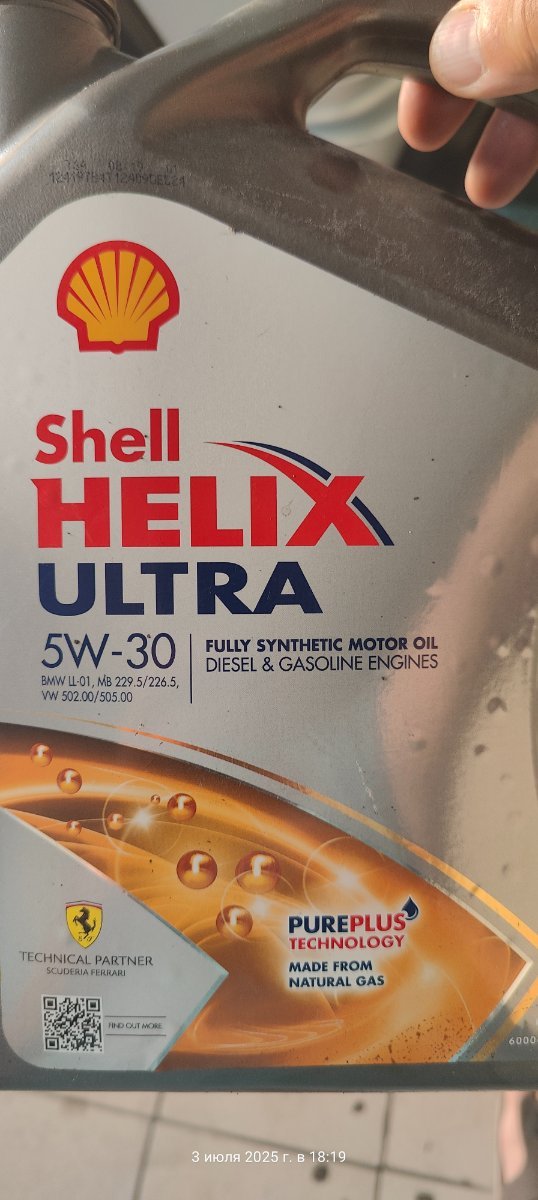 Shell
HELIX
ULTRA
5W-30
BMW LL-01, MB 229.5/226.5,
VW 502.00/505.00
FULLY SYNTHETIC MOTOR OIL
DIESEL & GASOLINE ENGINES
PUREPLUS
TECHNOLOGY
MADE FROM
NATURAL GAS
TECHNICAL PARTNER
SCUDERIA FERRARI
FIND OUT MORE
3 июля 2025 г. в 18:19